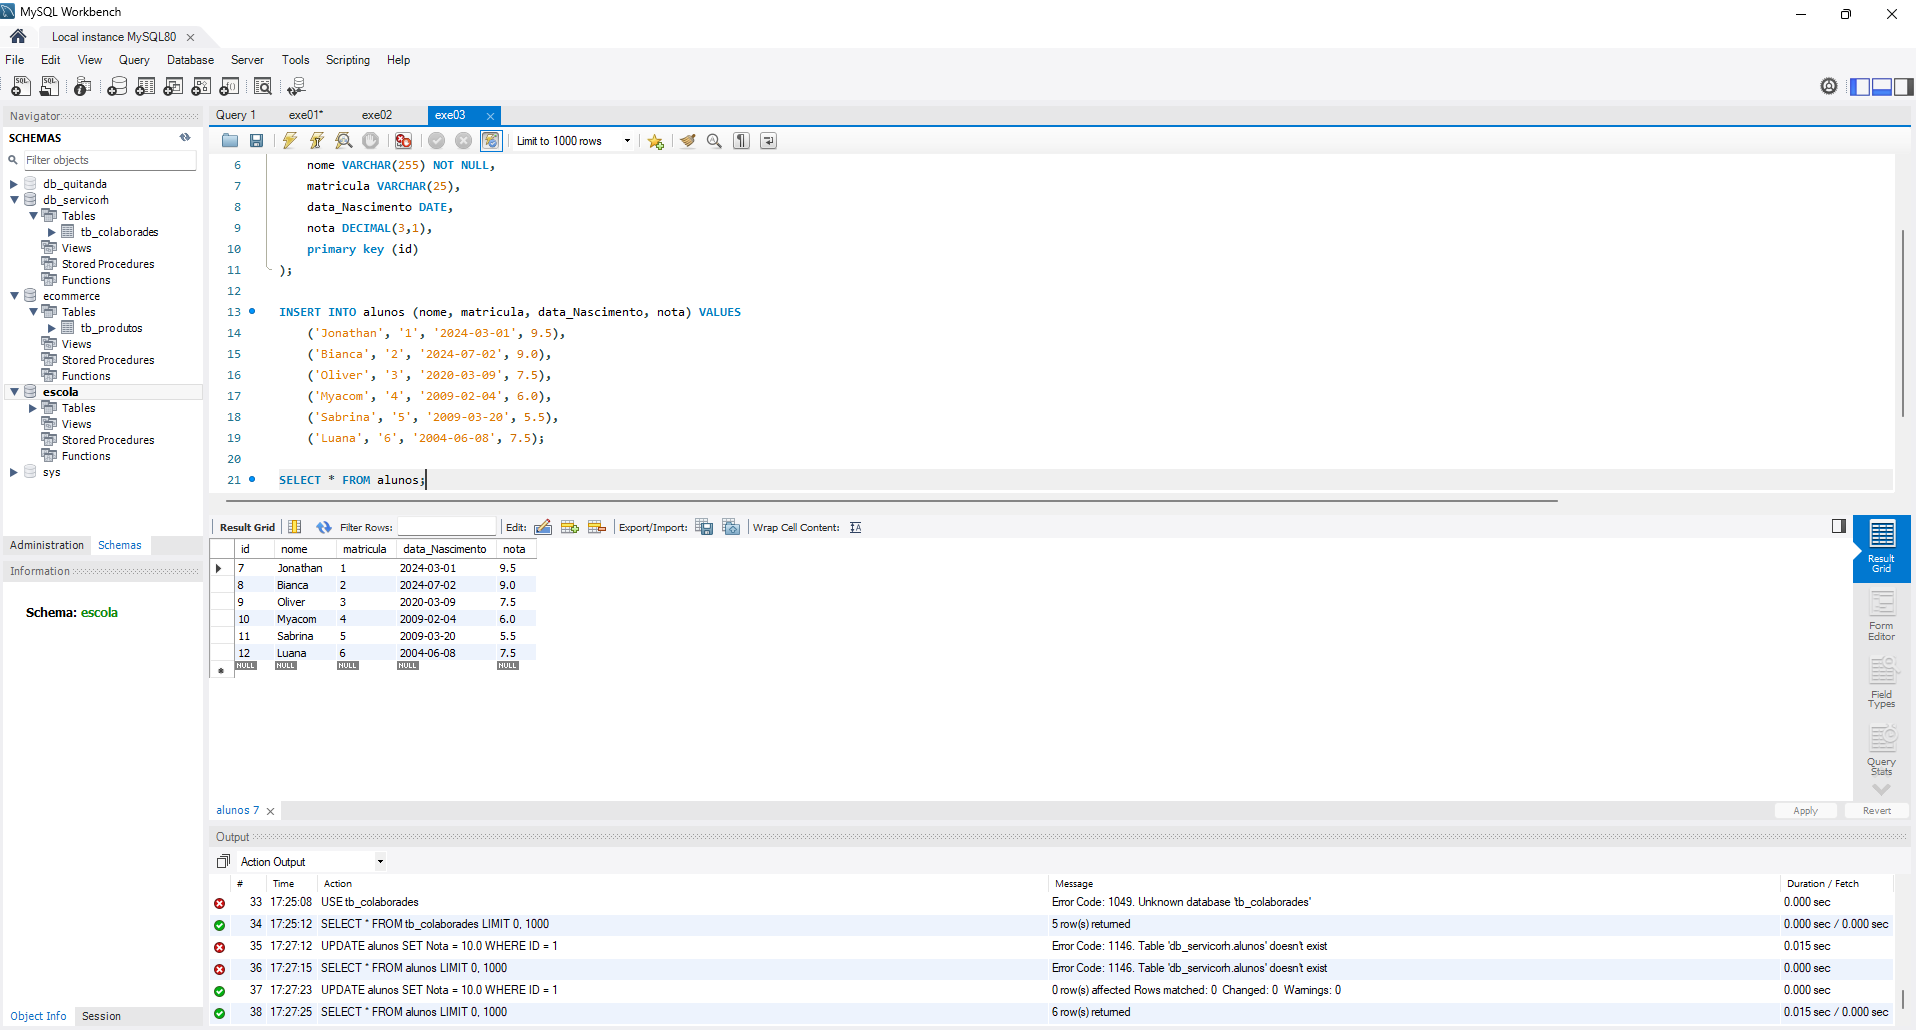 MySQL Workbench
Local instance MySQL80
File Edit View Query Database Server Tools Scripting Help
Navigator
SCHEMAS
Filter objects
db_quitanda
db_servicorh
Tables
tb_colaborades
Views
Stored Procedures
Functions
ecommerce
Tables
tb_produtos
Views
Stored Procedures
Functions
escola
Tables
Views
Stored Procedures
Functions
sys
Administration Schemas
Information
Schema: escola
Object Info Session
Query 1 exe01* exe02 exe03
Limit to 1000 rows
6 nome VARCHAR(255) NOT NULL,
7 matricula VARCHAR(25),
8 data_Nascimento DATE,
9 nota DECIMAL(3,1),
10 primary key (id)
11 );
12
13 INSERT INTO alunos (nome, matricula, data_Nascimento, nota) VALUES
14 ('Jonathan', '1', '2024-03-01', 9.5),
15 ('Bianca', '2', '2024-07-02', 9.0),
16 ('Oliver', '3', '2020-03-09', 7.5),
17 ('Myacom', '4', '2009-02-04', 6.0),
18 ('Sabrina', '5', '2009-03-20', 5.5),
19 ('Luana', '6', '2004-06-08', 7.5);
20
21 SELECT * FROM alunos;
Result Grid Filter Rows: Edit: Export/Import: Wrap Cell Content:
id nome matricula data_Nascimento nota
7 Jonathan 1 2024-03-01 9.5
8 Bianca 2 2024-07-02 9.0
9 Oliver 3 2020-03-09 7.5
10 Myacom 4 2009-02-04 6.0
11 Sabrina 5 2009-03-20 5.5
12 Luana 6 2004-06-08 7.5
NULL NULL NULL NULL NULL
Result
Grid
Form
Editor
Field
Types
Query
Stats
alunos 7
Apply Revert
Output
Action Output
# Time Action Message Duration / Fetch
33 17:25:08 USE tb_colaborades Error Code: 1049. Unknown database 'tb_colaborades' 0.000 sec
34 17:25:12 SELECT * FROM tb_colaborades LIMIT 0, 1000 5 row(s) returned 0.000 sec / 0.000 sec
35 17:27:12 UPDATE alunos SET Nota = 10.0 WHERE ID = 1 Error Code: 1146. Table 'db_servicorh.alunos' doesn't exist 0.015 sec
36 17:27:15 SELECT * FROM alunos LIMIT 0, 1000 Error Code: 1146. Table 'db_servicorh.alunos' doesn't exist 0.000 sec
37 17:27:23 UPDATE alunos SET Nota = 10.0 WHERE ID = 1 0 row(s) affected Rows matched: 0 Changed: 0 Warnings: 0 0.000 sec
38 17:27:25 SELECT * FROM alunos LIMIT 0, 1000 6 row(s) returned 0.015 sec / 0.000 sec